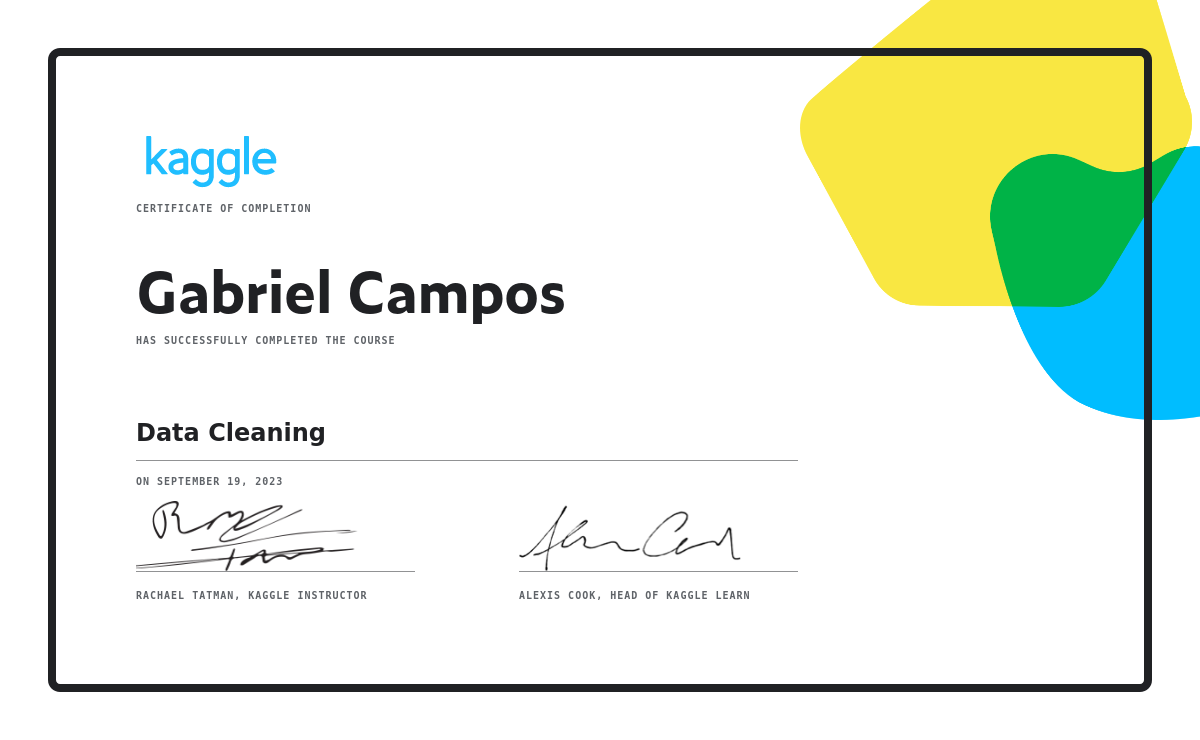 kaggle
CERTIFICATE OF COMPLETION
Gabriel Campos
HAS SUCCESSFULLY COMPLETED THE COURSE
Data Cleaning
ON SEPTEMBER 19, 2023
RACHAEL TATMAN, KAGGLE INSTRUCTOR
ALEXIS COOK, HEAD OF KAGGLE LEARN